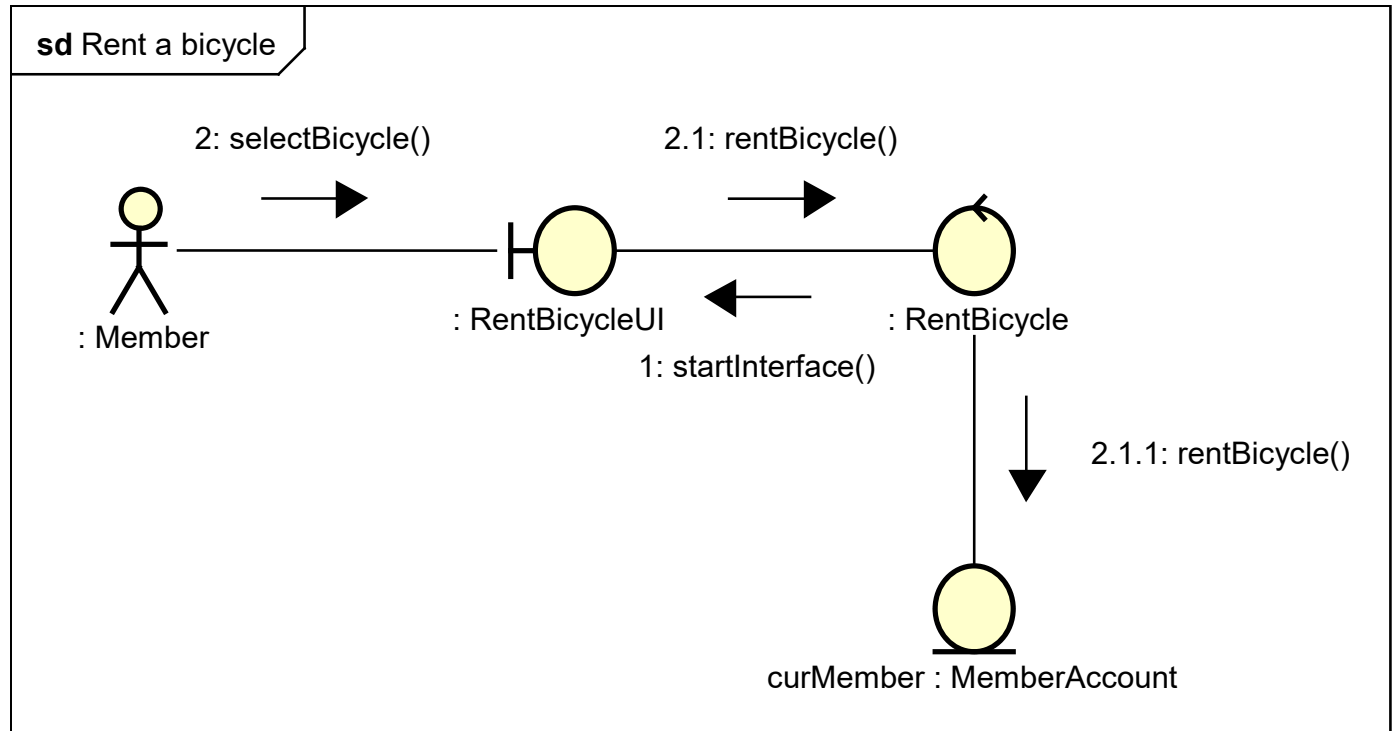 sd Rent a bicycle
2: selectBicycle()
2.1: rentBicycle()
: Member
: RentBicycleUI
: RentBicycle
1: startInterface()
2.1.1: rentBicycle()
curMember : MemberAccount